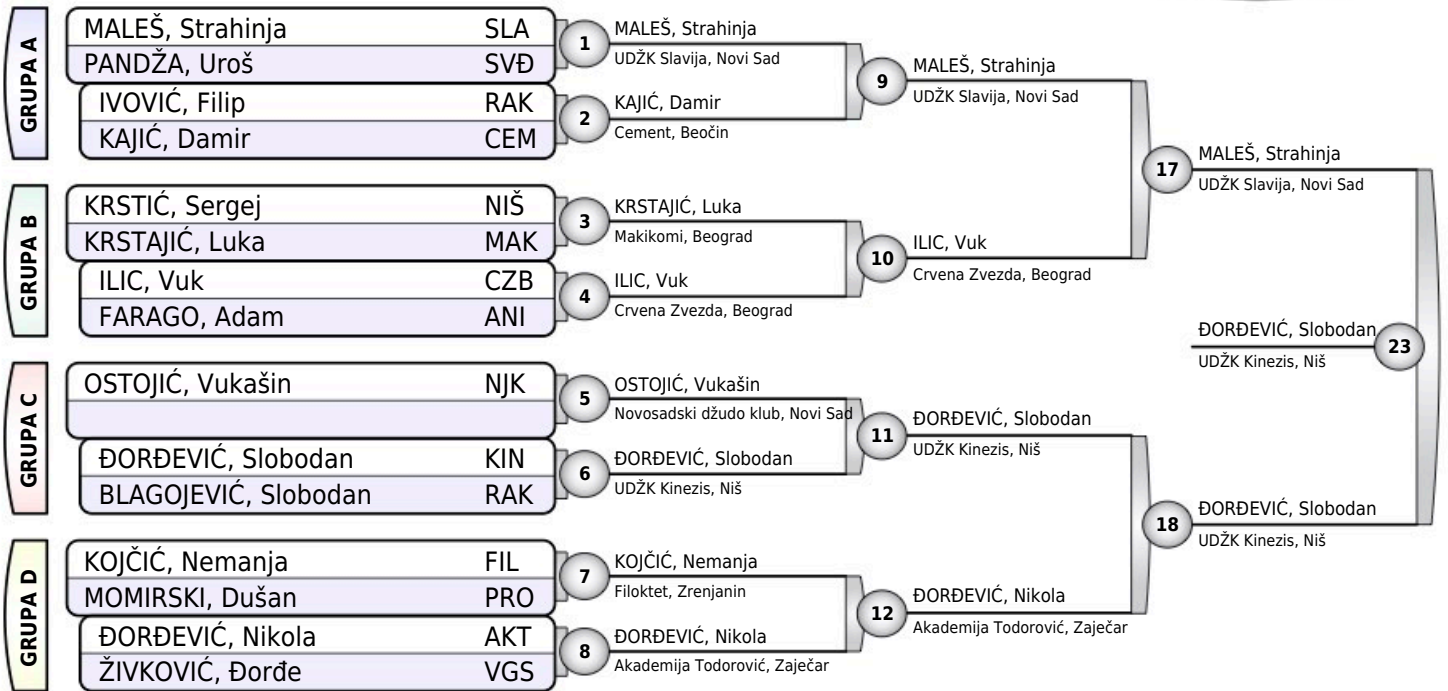 GRUPA A
MALEŠ, Strahinja SLA
PANDŽA, Uroš SVĐ
IVOVIĆ, Filip RAK
KAJIĆ, Damir CEM
GRUPA B
KRSTIĆ, Sergej NIŠ
KRSTAJIĆ, Luka MAK
ILIC, Vuk CZB
FARAGO, Adam ANI
GRUPA C
OSTOJIĆ, Vukašin NJK
ĐORĐEVIĆ, Slobodan KIN
BLAGOJEVIĆ, Slobodan RAK
GRUPA D
KOJČIĆ, Nemanja FIL
MOMIRSKI, Dušan PRO
ĐORĐEVIĆ, Nikola AKT
ŽIVKOVIĆ, Đorđe VGS
1
MALEŠ, Strahinja
UDŽK Slavija, Novi Sad
2
KAJIĆ, Damir
Cement, Beočin
3
KRSTAJIĆ, Luka
Makikomi, Beograd
4
ILIC, Vuk
Crvena Zvezda, Beograd
5
OSTOJIĆ, Vukašin
Novosadski džudo klub, Novi Sad
6
ĐORĐEVIĆ, Slobodan
UDŽK Kinezis, Niš
7
KOJČIĆ, Nemanja
Filoktet, Zrenjanin
8
ĐORĐEVIĆ, Nikola
Akademija Todorović, Zaječar
9
MALEŠ, Strahinja
UDŽK Slavija, Novi Sad
10
ILIC, Vuk
Crvena Zvezda, Beograd
11
ĐORĐEVIĆ, Slobodan
UDŽK Kinezis, Niš
12
ĐORĐEVIĆ, Nikola
Akademija Todorović, Zaječar
17
MALEŠ, Strahinja
UDŽK Slavija, Novi Sad
18
ĐORĐEVIĆ, Slobodan
UDŽK Kinezis, Niš
ĐORĐEVIĆ, Slobodan
UDŽK Kinezis, Niš
23